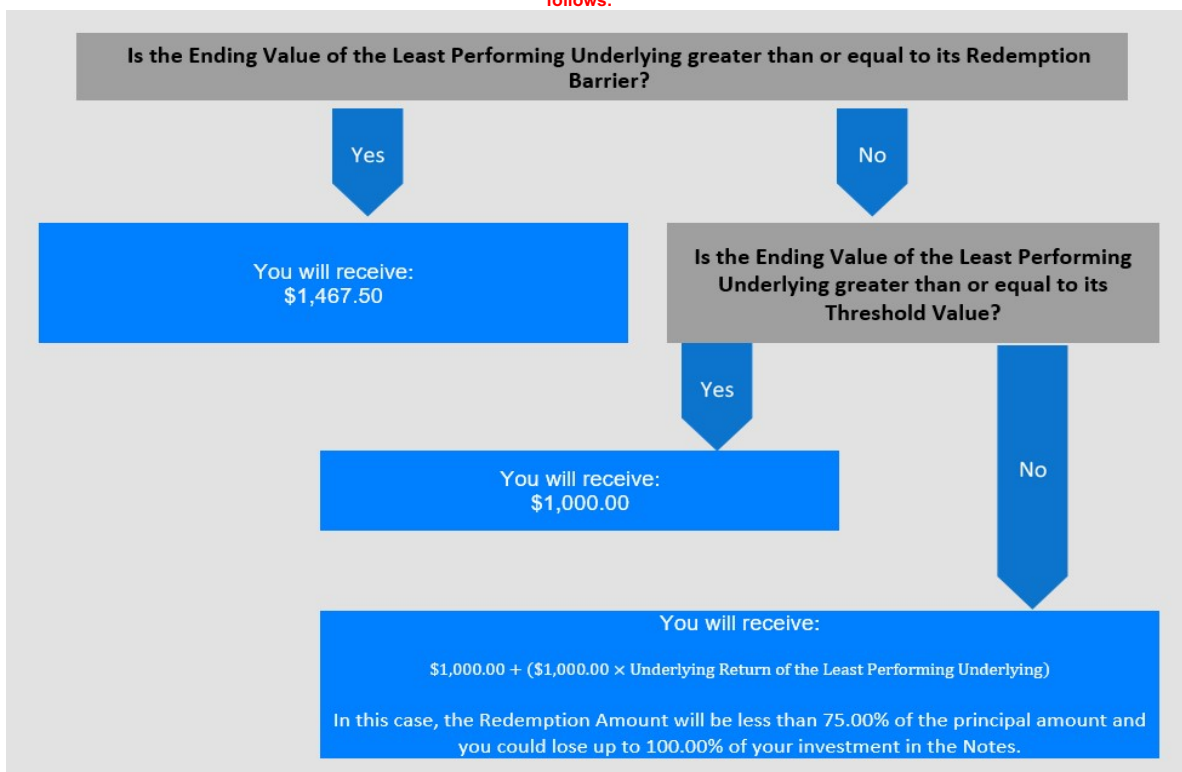 follows:
Is the Ending Value of the Least Performing Underlying greater than or equal to its Redemption
Barrier?
Yes
No
You will receive:
$1,467.50
Is the Ending Value of the Least Performing
Underlying greater than or equal to its
Threshold Value?
Yes
No
You will receive:
$1,000.00
You will receive:
$1,000.00 + ($1,000.00 × Underlying Return of the Least Performing Underlying)
In this case, the Redemption Amount will be less than 75.00% of the principal amount and
you could lose up to 100.00% of your investment in the Notes.